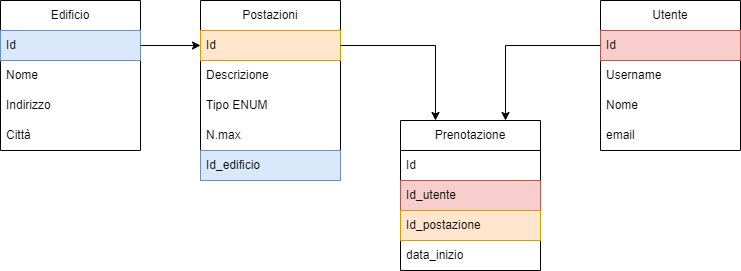 Edificio
Id
Nome
Indirizzo
Città
Postazioni
Id
Descrizione
Tipo ENUM
N.max
Id_edificio
Prenotazione
Id
Id_utente
Id_postazione
data_inizio
Utente
Id
Username
Nome
email